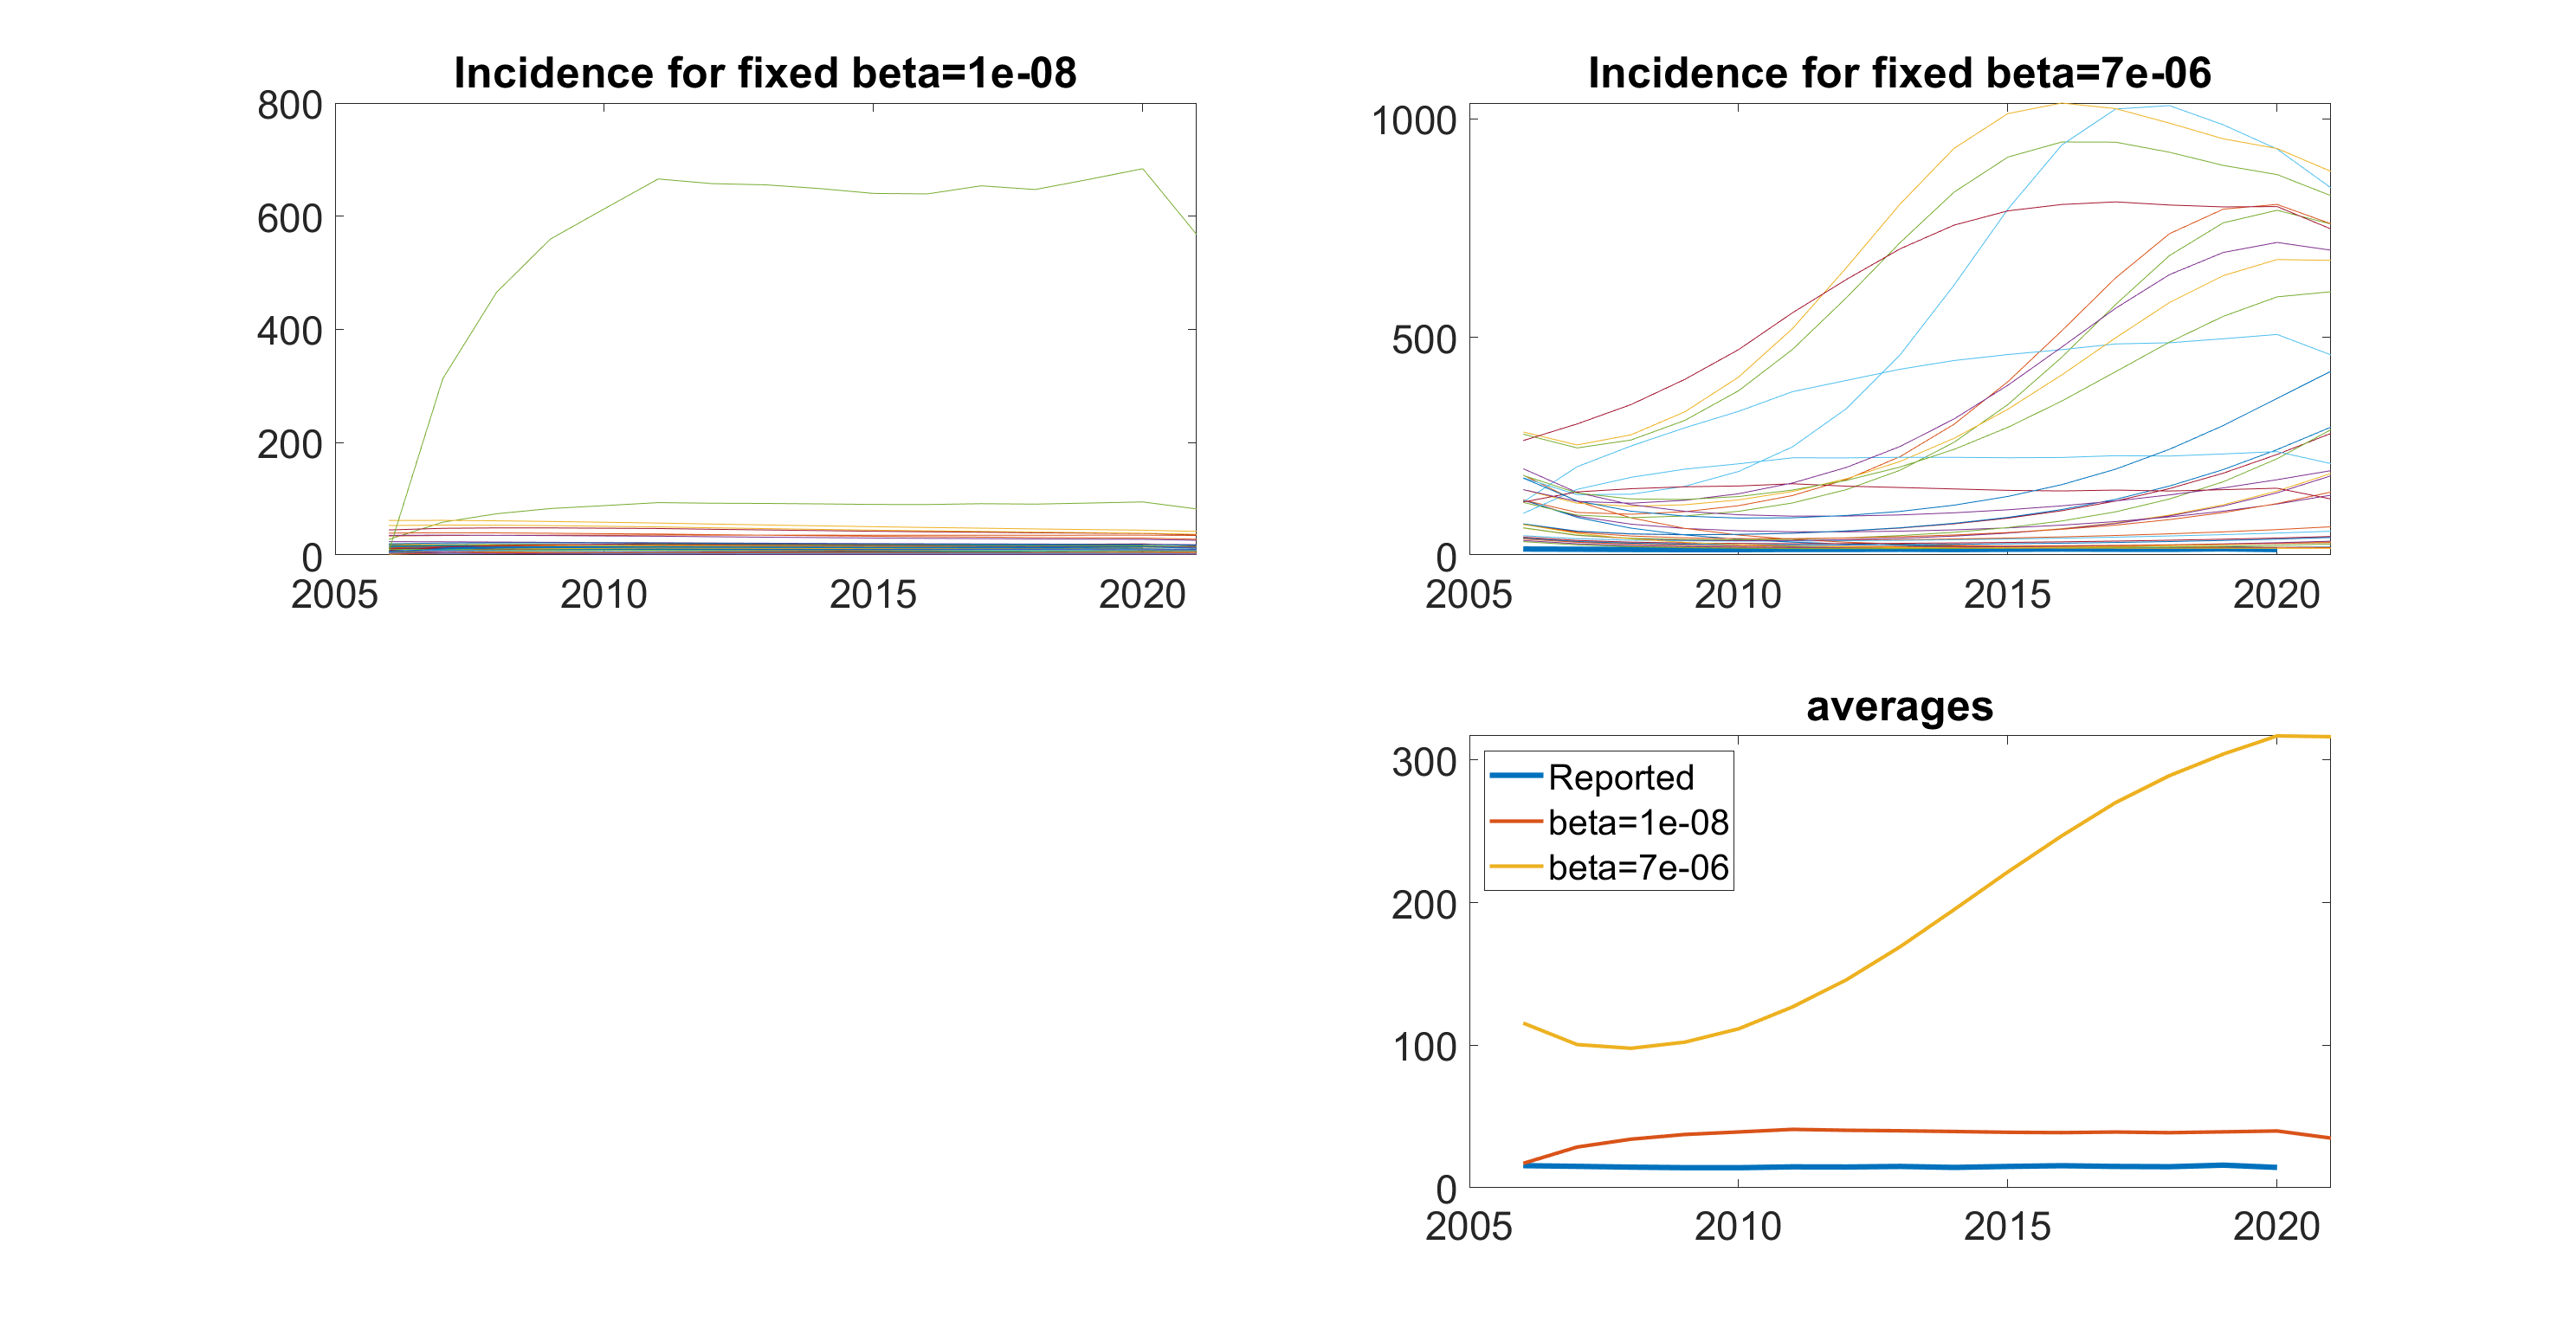 Incidence for fixed beta=1e-08
800
600
400
200
0
2005 2010 2015 2020
Incidence for fixed beta=7e-06
1000
500
0
2005 2010 2015 2020
averages
300
200
100
0
Reported
beta=1e-08
beta=7e-06
2005 2010 2015 2020